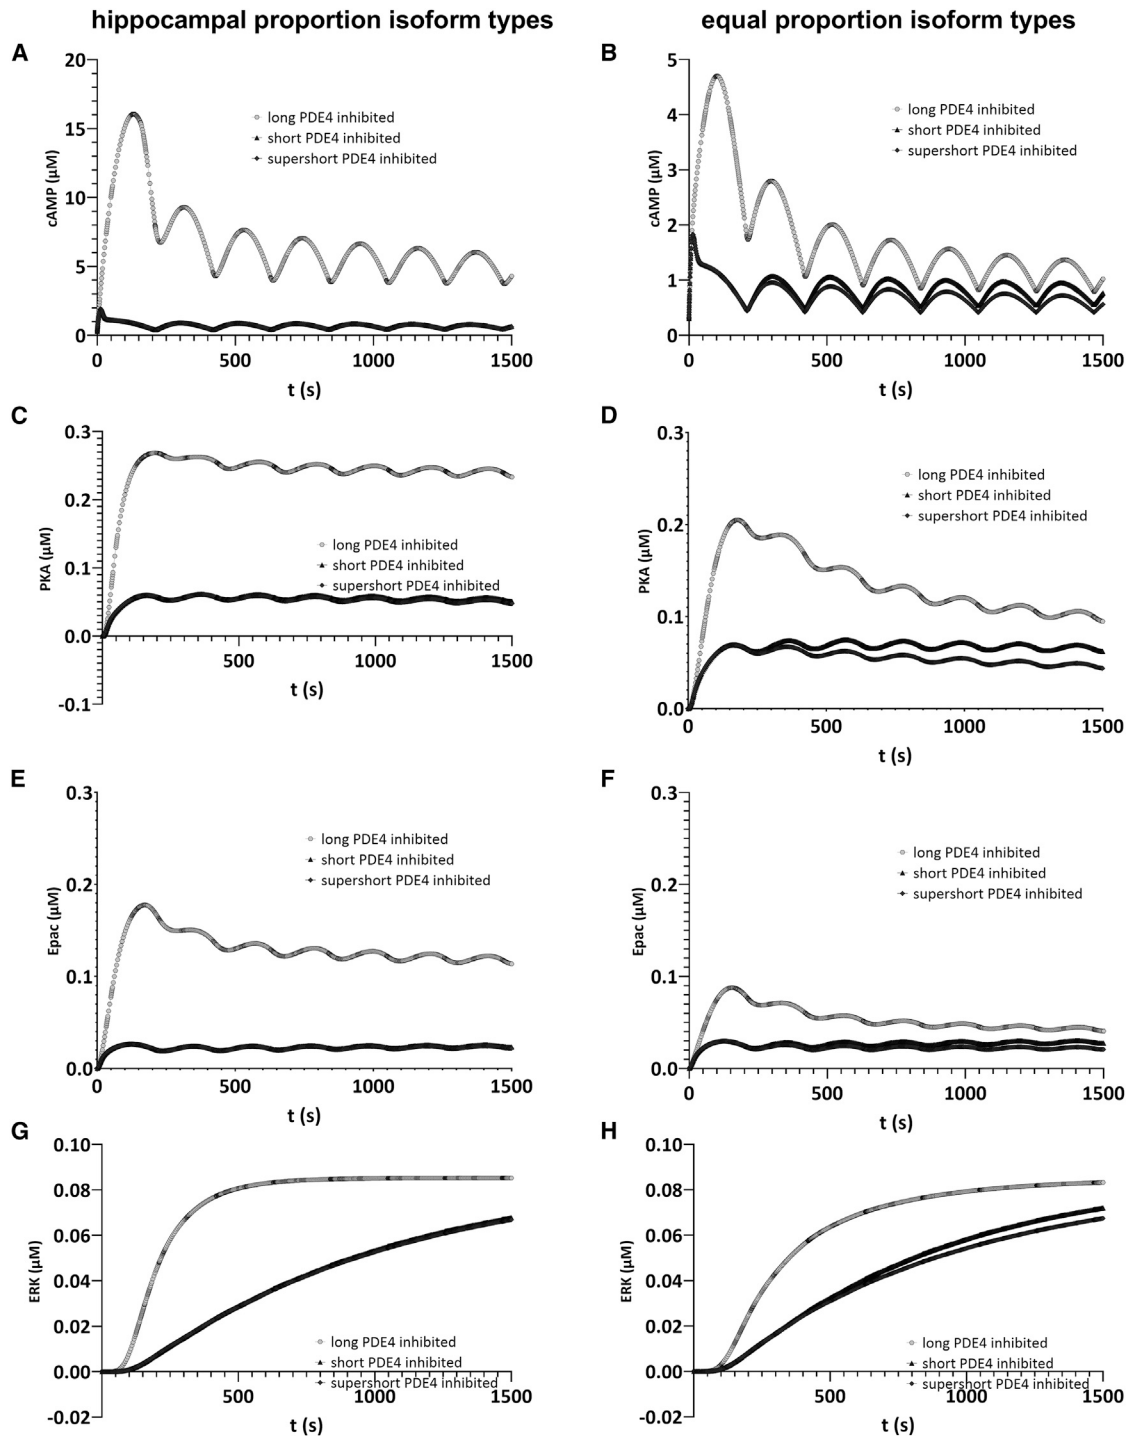 hippocampal proportion isoform types
equal proportion isoform types
A
20
15
10
5
0
cAMP (µM)
long PDE4 inhibited
short PDE4 inhibited
supershort PDE4 inhibited
0 500 1000 1500
t (s)
B
5
4
3
2
1
0
cAMP (µM)
long PDE4 inhibited
short PDE4 inhibited
supershort PDE4 inhibited
0 500 1000 1500
t (s)
C
0.3
0.2
0.1
0.0
-0.1
PKA (µM)
long PDE4 inhibited
short PDE4 inhibited
supershort PDE4 inhibited
500 1000 1500
t (s)
D
0.3
0.2
0.1
0.0
PKA (µM)
long PDE4 inhibited
short PDE4 inhibited
supershort PDE4 inhibited
0 500 1000 1500
t (s)
E
0.3
0.2
0.1
0.0
Epac (µM)
long PDE4 inhibited
short PDE4 inhibited
supershort PDE4 inhibited
0 500 1000 1500
t (s)
F
0.3
0.2
0.1
0.0
Epac (µM)
long PDE4 inhibited
short PDE4 inhibited
supershort PDE4 inhibited
0 500 1000 1500
t (s)
G
0.10
0.08
0.06
0.04
0.02
0.00
-0.02
ERK (µM)
long PDE4 inhibited
short PDE4 inhibited
supershort PDE4 inhibited
500 1000 1500
t (s)
H
0.10
0.08
0.06
0.04
0.02
0.00
-0.02
ERK (µM)
long PDE4 inhibited
short PDE4 inhibited
supershort PDE4 inhibited
500 1000 1500
t (s)